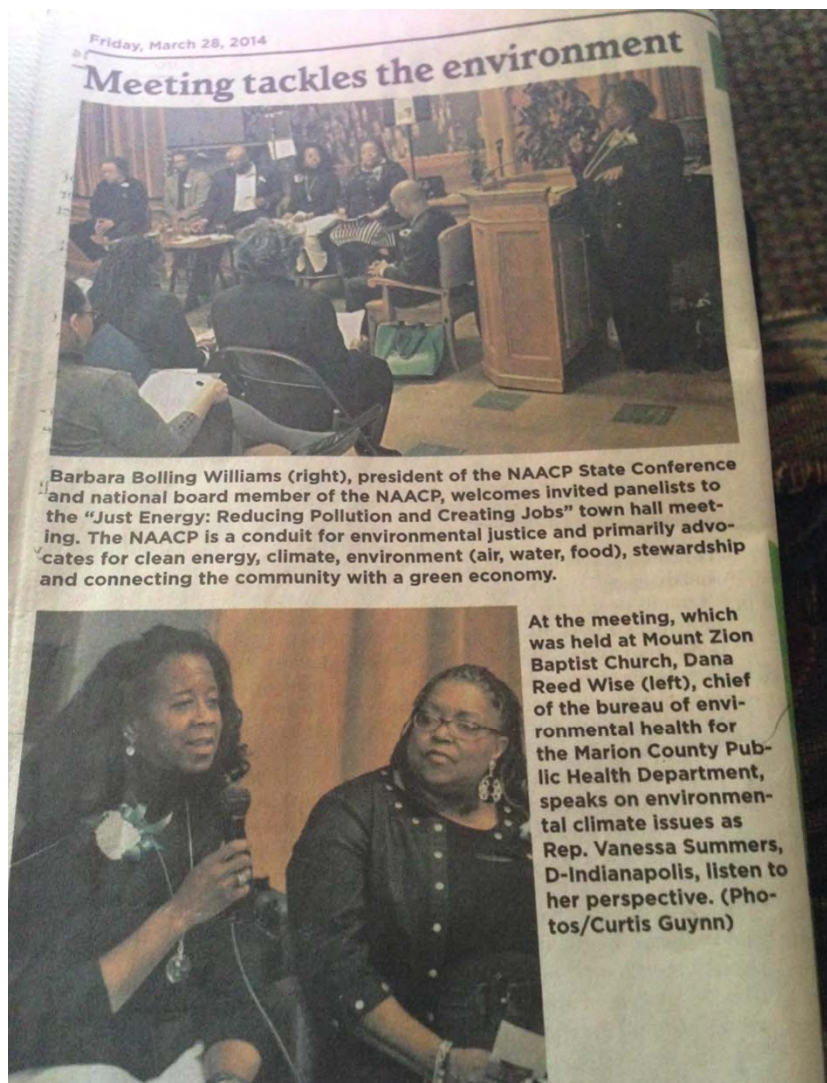 Friday, March 28, 2014
Meeting tackles the environment
Barbara Bolling Williams (right), president of the NAACP State Conference
and national board member of the NAACP, welcomes invited panelists to
the “Just Energy: Reducing Pollution and Creating Jobs” town hall meet-
ing. The NAACP is a conduit for environmental justice and primarily advo-
cates for clean energy, climate, environment (air, water, food), stewardship
and connecting the community with a green economy.
At the meeting, which
was held at Mount Zion
Baptist Church, Dana
Reed Wise (left), chief
of the bureau of envi-
ronmental health for
the Marion County Pub-
lic Health Department,
speaks on environmen-
tal climate issues as
Rep. Vanessa Summers,
D-Indianapolis, listen to
her perspective. (Pho-
tos/Curtis Guynn)